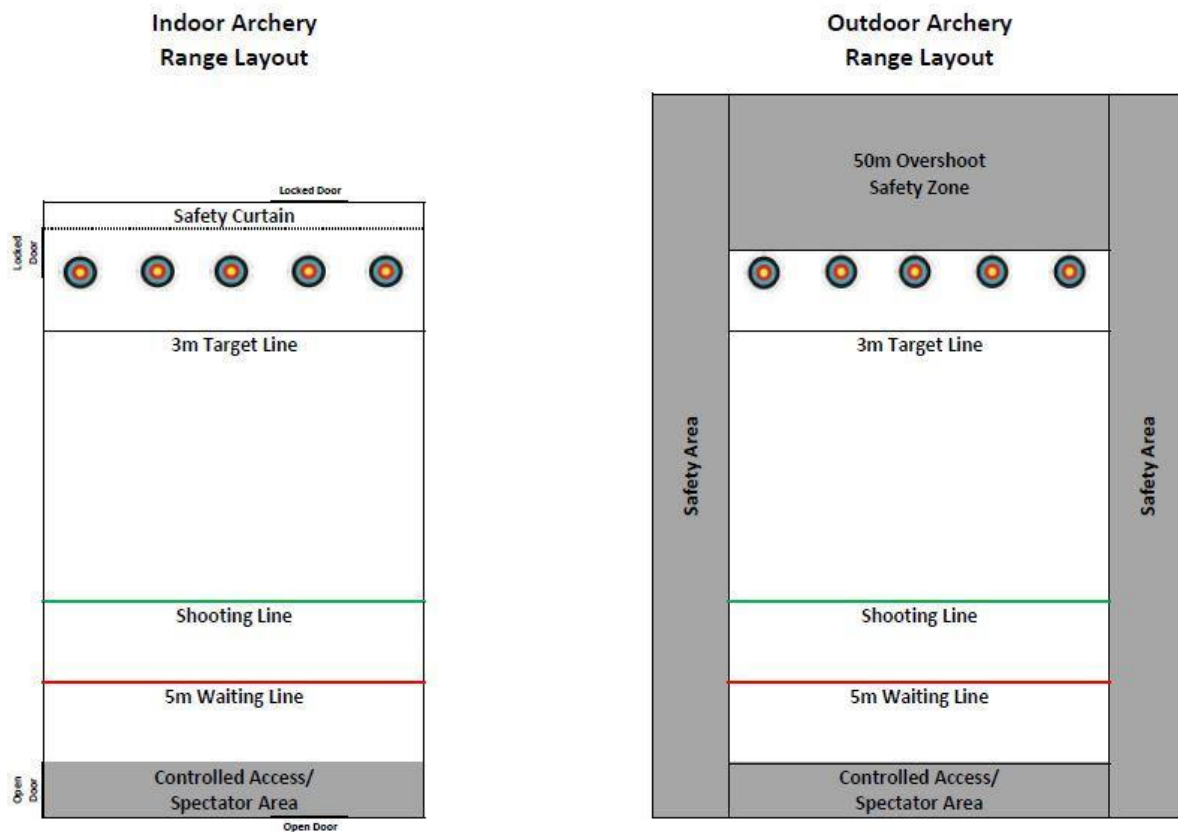 Indoor Archery
Range Layout
Locked Door
Safety Curtain
Locked
Door
3m Target Line
Shooting Line
5m Waiting Line
Open
Door
Controlled Access/
Spectator Area
Open Door
Outdoor Archery
Range Layout
50m Overshoot
Safety Zone
3m Target Line
Safety Area
Safety Area
Shooting Line
5m Waiting Line
Controlled Access/
Spectator Area